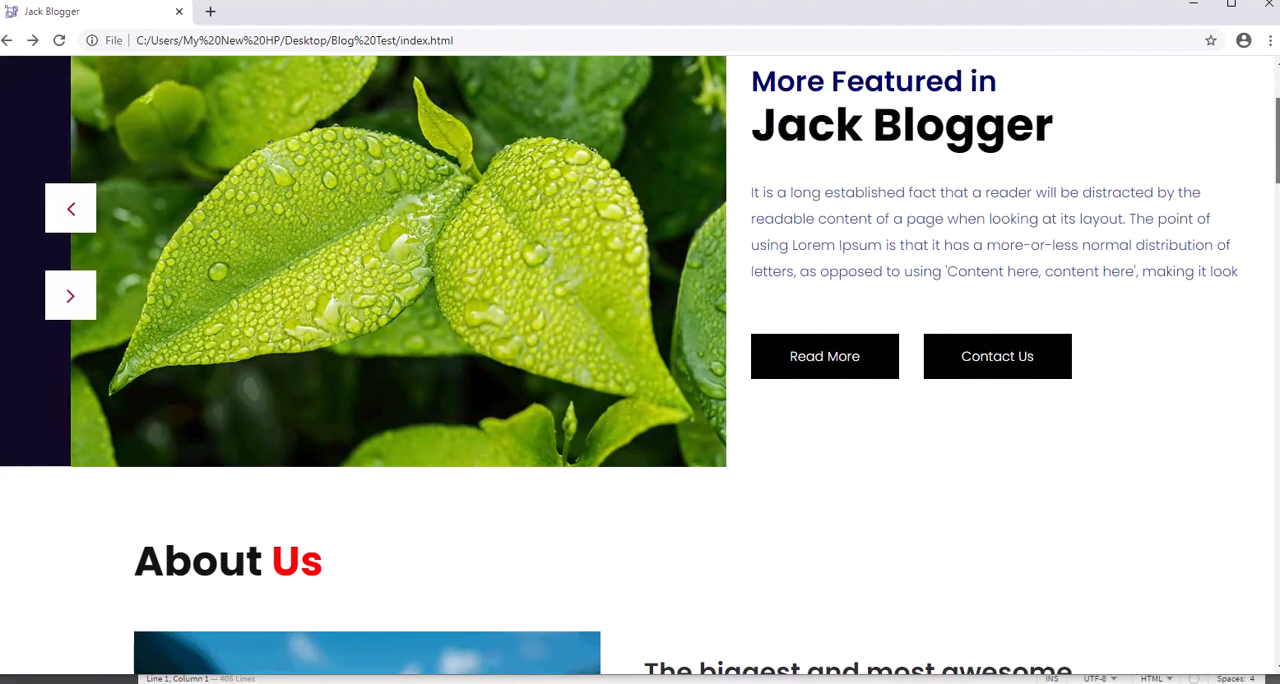 Jack Blogger
File
C:/Users/My%20New%20HP/Desktop/Blog%20Test/index.html
More Featured in
Jack Blogger
It is a long established fact that a reader will be distracted by the
readable content of a page when looking at its layout. The point of
using Lorem Ipsum is that it has a more-or-less normal distribution of
letters, as opposed to using 'Content here, content here', making it look
Read More
Contact Us
About Us
The biggest and most awesome
Line 1, Column 1 — 405 Lines
INS
UTF-8
HTML
Spaces: 4